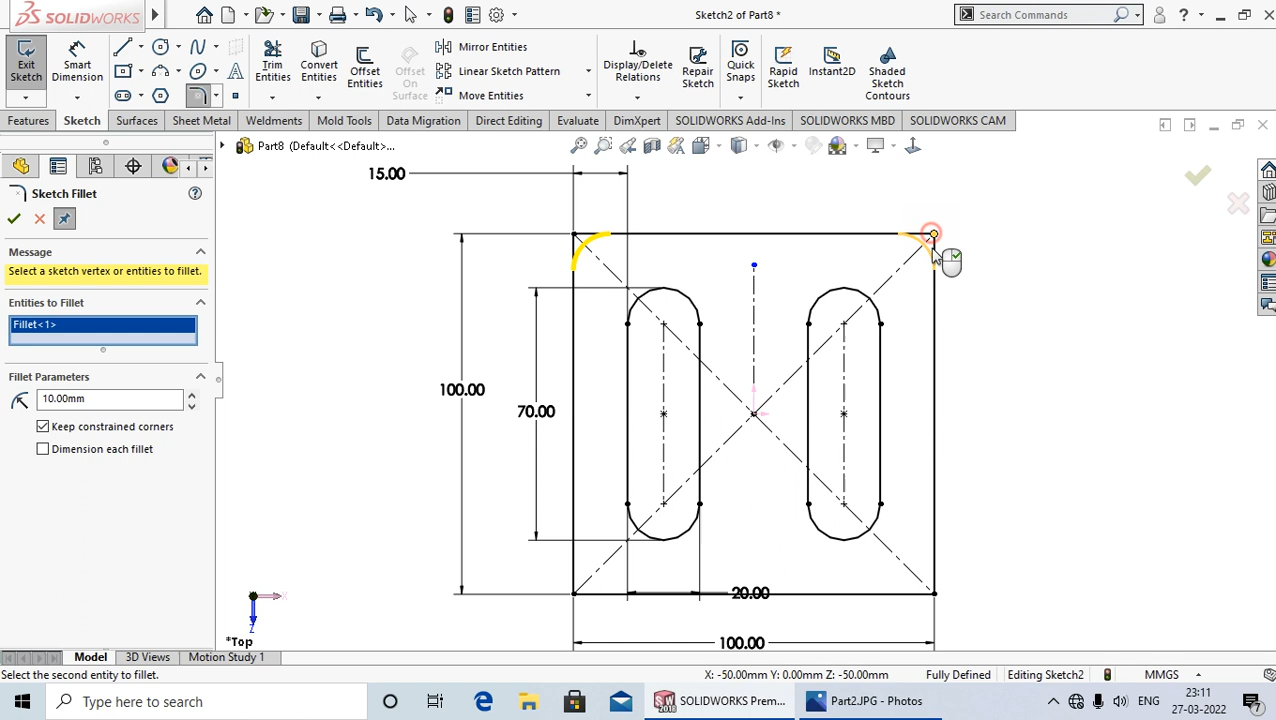 SOLIDWORKS
Sketch2 of Part8 *
Search Commands
?
Exit Sketch
Smart Dimension
Trim Entities
Convert Entities
Offset Entities
Offset On Surface
Mirror Entities
Linear Sketch Pattern
Move Entities
Display/Delete Relations
Repair Sketch
Quick Snaps
Rapid Sketch
Instant2D
Shaded Sketch Contours
Features
Sketch
Surfaces
Sheet Metal
Weldments
Mold Tools
Data Migration
Direct Editing
Evaluate
DimXpert
SOLIDWORKS Add-Ins
SOLIDWORKS MBD
SOLIDWORKS CAM
Part8 (Default<<Default>...
Sketch Fillet
Message
Select a sketch vertex or entities to fillet.
Entities to Fillet
Fillet<1>
Fillet Parameters
10.00mm
Keep constrained corners
Dimension each fillet
15.00
100.00
70.00
20.00
100.00
X
Z
*Top
Model
3D Views
Motion Study 1
Select the second entity to fillet.
X: -50.00mm Y: 0.00mm Z: -50.00mm
Fully Defined
Editing Sketch2
MMGS
Type here to search
SOLIDWORKS Prem...
Part2.JPG - Photos
ENG
23:11
27-03-2022